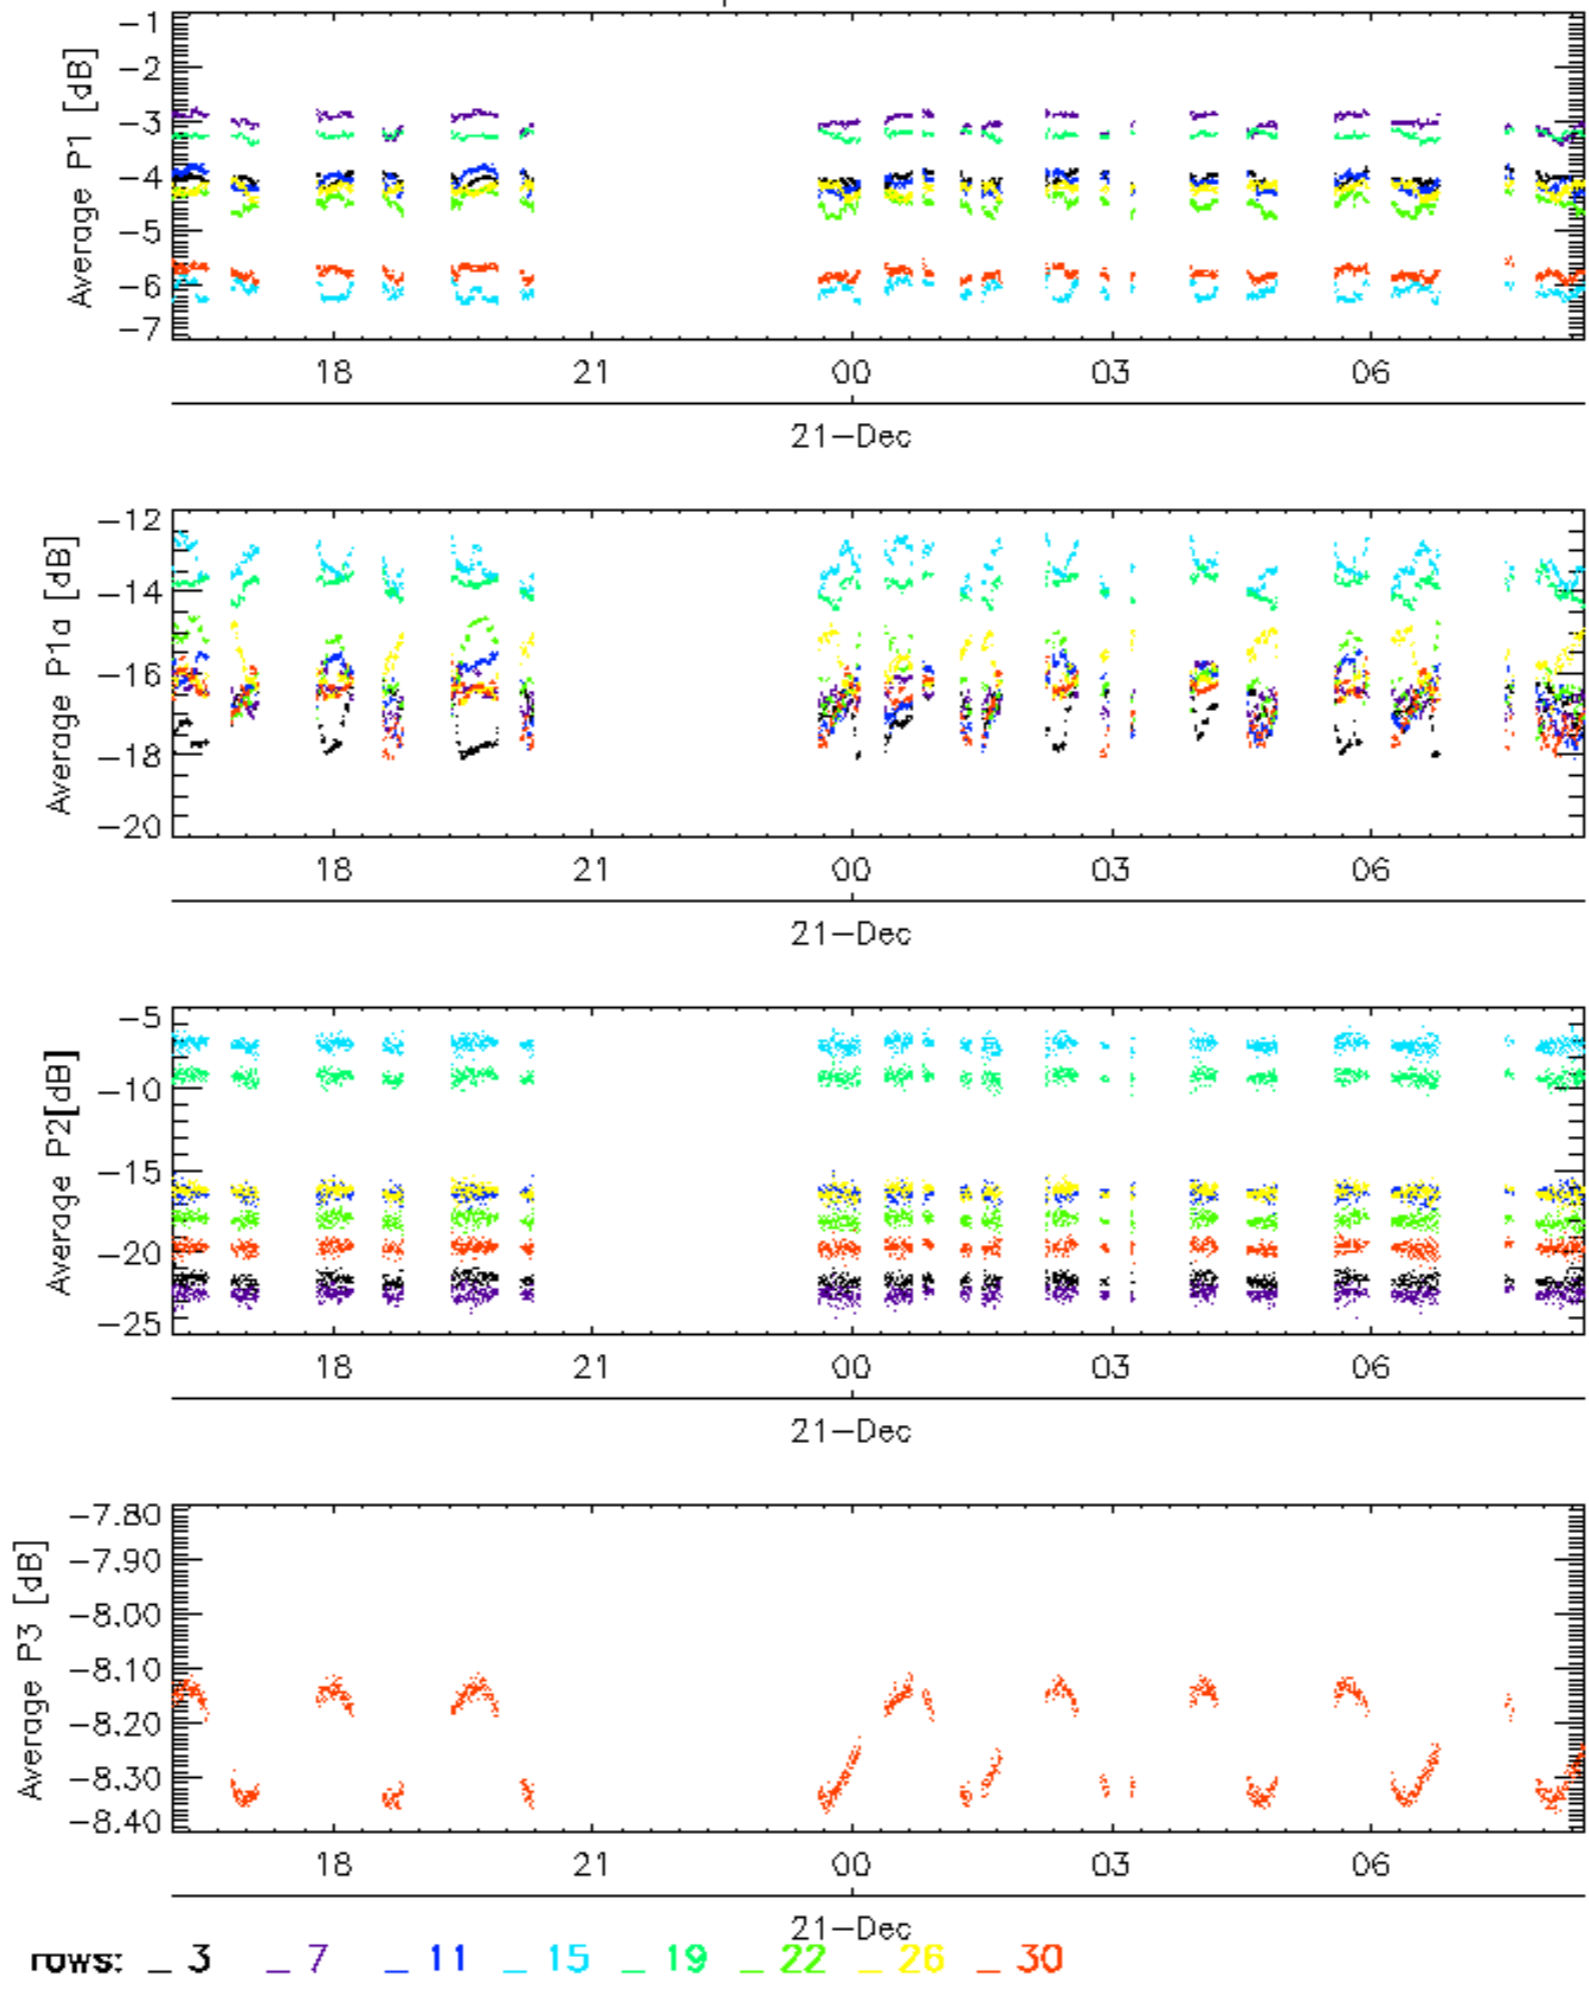 Average P1 [dB]
-1
-2
-3
-4
-5
-6
-7
18 21 00 03 06
21-Dec
Average P1a [dB]
-12
-14
-16
-18
-20
18 21 00 03 06
21-Dec
Average P2[dB]
-5
-10
-15
-20
-25
18 21 00 03 06
21-Dec
Average P3 [dB]
-7.80
-7.90
-8.00
-8.10
-8.20
-8.30
-8.40
18 21 00 03 06
21-Dec
rows: _ 3 _ 7 _ 11 _ 15 _ 19 _ 22 _ 26 _ 30